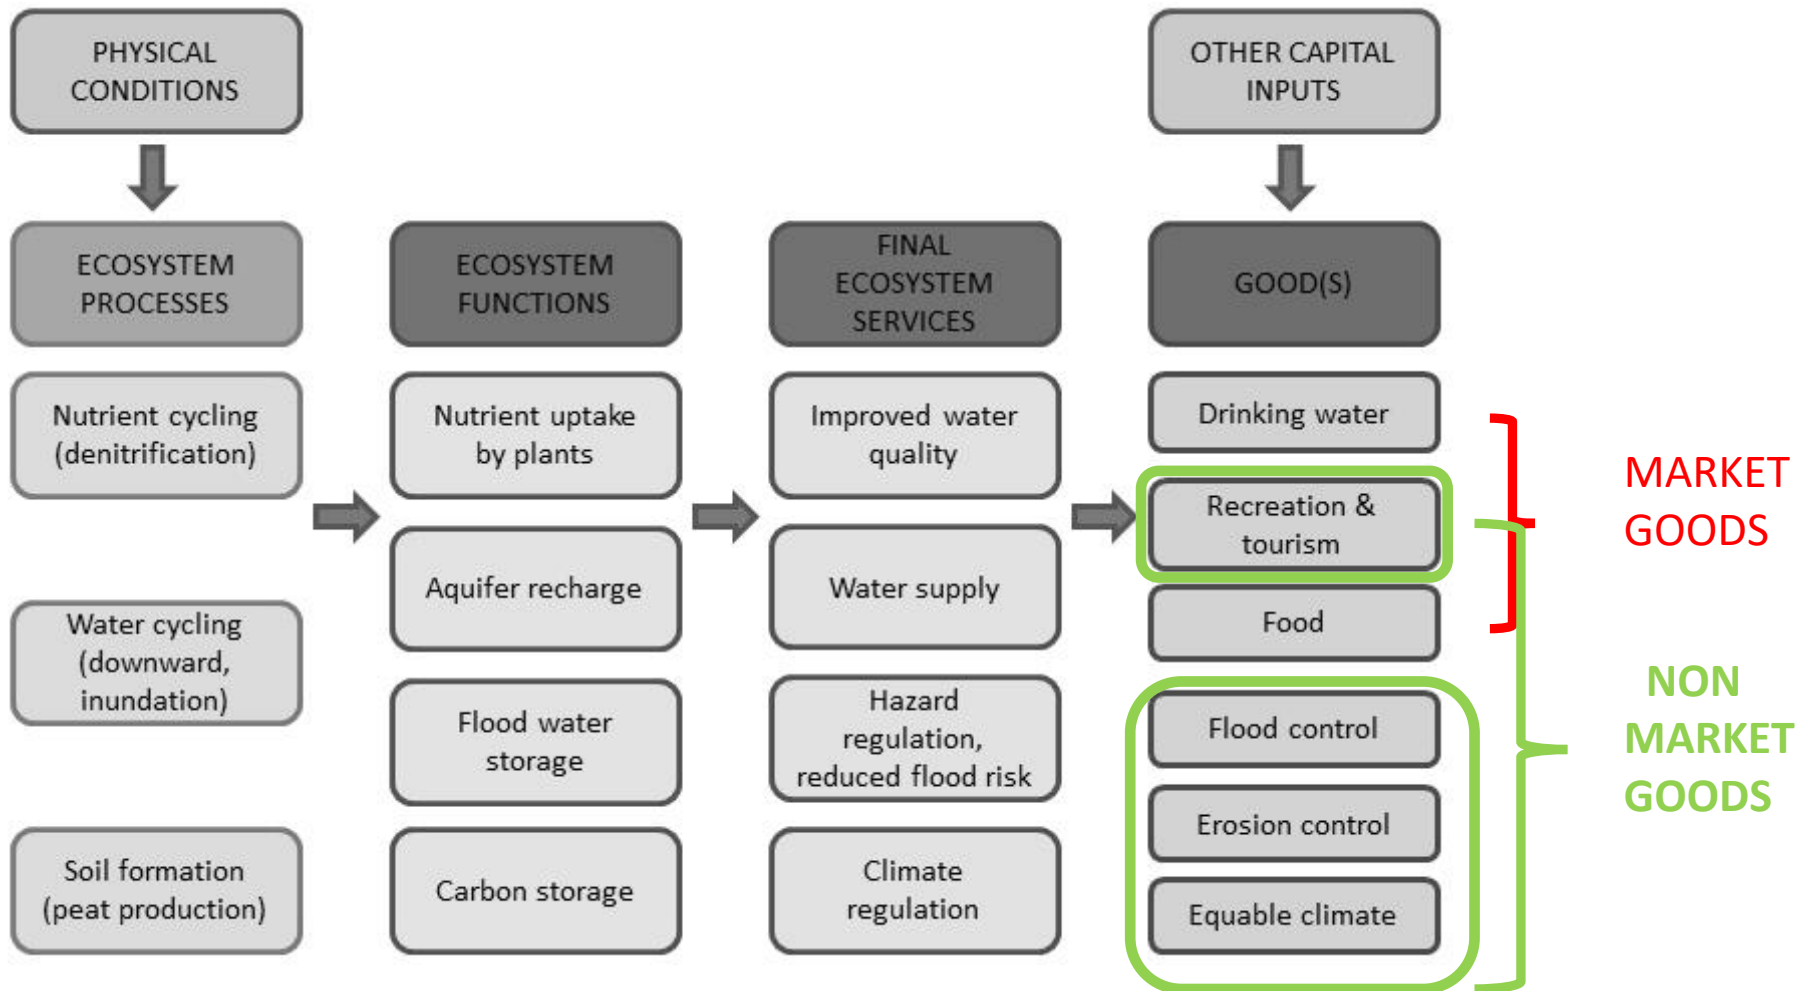 PHYSICAL
CONDITIONS
OTHER CAPITAL
INPUTS
ECOSYSTEM
PROCESSES
ECOSYSTEM
FUNCTIONS
FINAL
ECOSYSTEM
SERVICES
GOOD(S)
Nutrient cycling
(denitrification)
Water cycling
(downward,
inundation)
Soil formation
(peat production)
Nutrient uptake
by plants
Aquifer recharge
Flood water
storage
Carbon storage
Improved water
quality
Water supply
Hazard
regulation,
reduced flood risk
Climate
regulation
Drinking water
Recreation &
tourism
Food
Flood control
Erosion control
Equable climate
MARKET
GOODS
NON
MARKET
GOODS